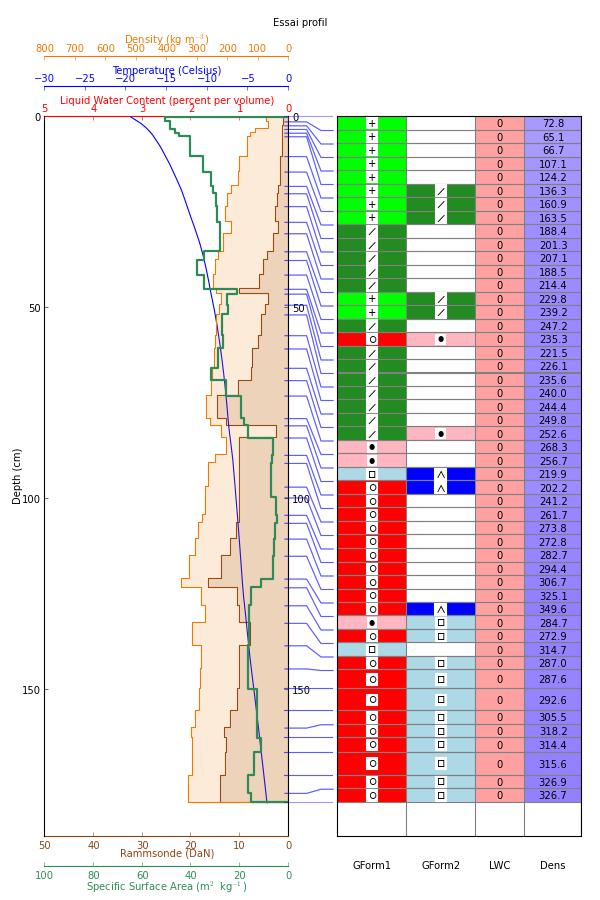 Essai profil
Density (kg m⁻³)
800 700 600 500 400 300 200 100 0
Temperature (Celsius)
−30 −25 −20 −15 −10 −5 0
Liquid Water Content (percent per volume)
5 4 3 2 1 0
0 0
50 50
100 100
150 150
Depth (cm)
+ 0 72.8
+ 0 65.1
+ 0 66.7
+ 0 107.1
+ 0 124.2
+ / 0 136.3
+ / 0 160.9
+ / 0 163.5
/ 0 188.4
/ 0 201.3
/ 0 207.1
/ 0 188.5
/ 0 214.4
+ / 0 229.8
+ / 0 239.2
/ 0 247.2
○ ● 0 235.3
/ 0 221.5
/ 0 226.1
/ 0 235.6
/ 0 240.0
/ 0 244.4
/ 0 249.8
/ ● 0 252.6
● 0 268.3
● 0 256.7
□ ∧ 0 219.9
○ ∧ 0 202.2
○ 0 241.2
○ 0 261.7
○ 0 273.8
○ 0 272.8
○ 0 282.7
○ 0 294.4
○ 0 306.7
○ 0 325.1
○ ∧ 0 349.6
● □ 0 284.7
○ □ 0 272.9
□ 0 314.7
○ □ 0 287.0
○ □ 0 287.6
○ □ 0 292.6
○ □ 0 305.5
○ □ 0 318.2
○ □ 0 314.4
○ □ 0 315.6
○ □ 0 326.9
○ □ 0 326.7
GForm1 GForm2 LWC Dens
50 40 30 20 10 0
Rammsonde (DaN)
100 80 60 40 20 0
Specific Surface Area (m² kg⁻¹)